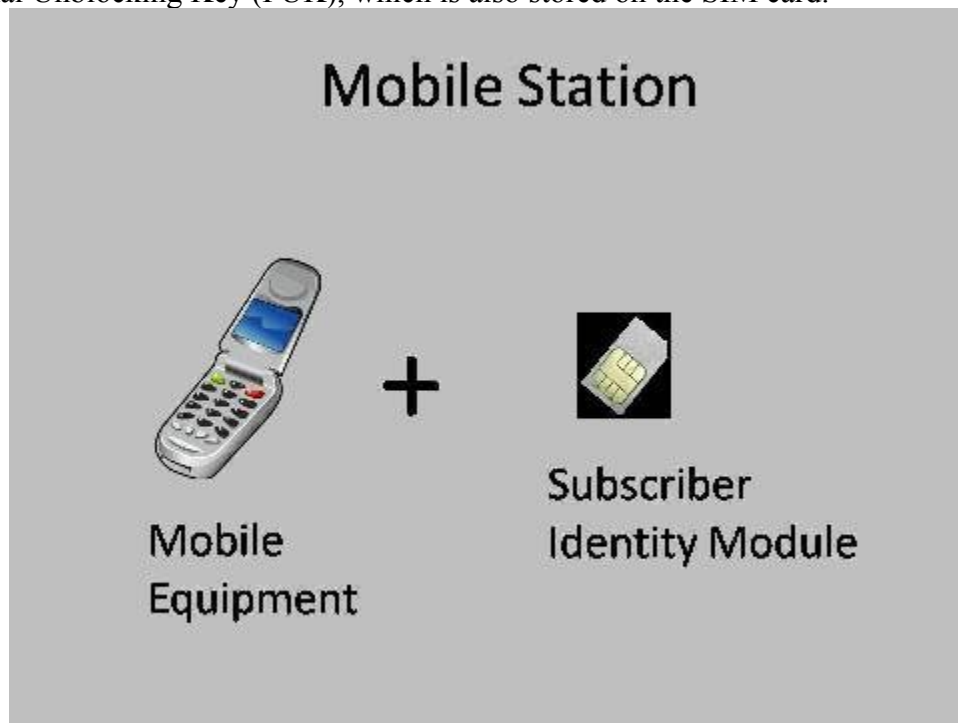 Unblocking Key (PUK), which is also stored on the SIM card.
Mobile Station
+
Mobile
Equipment
Subscriber
Identity Module